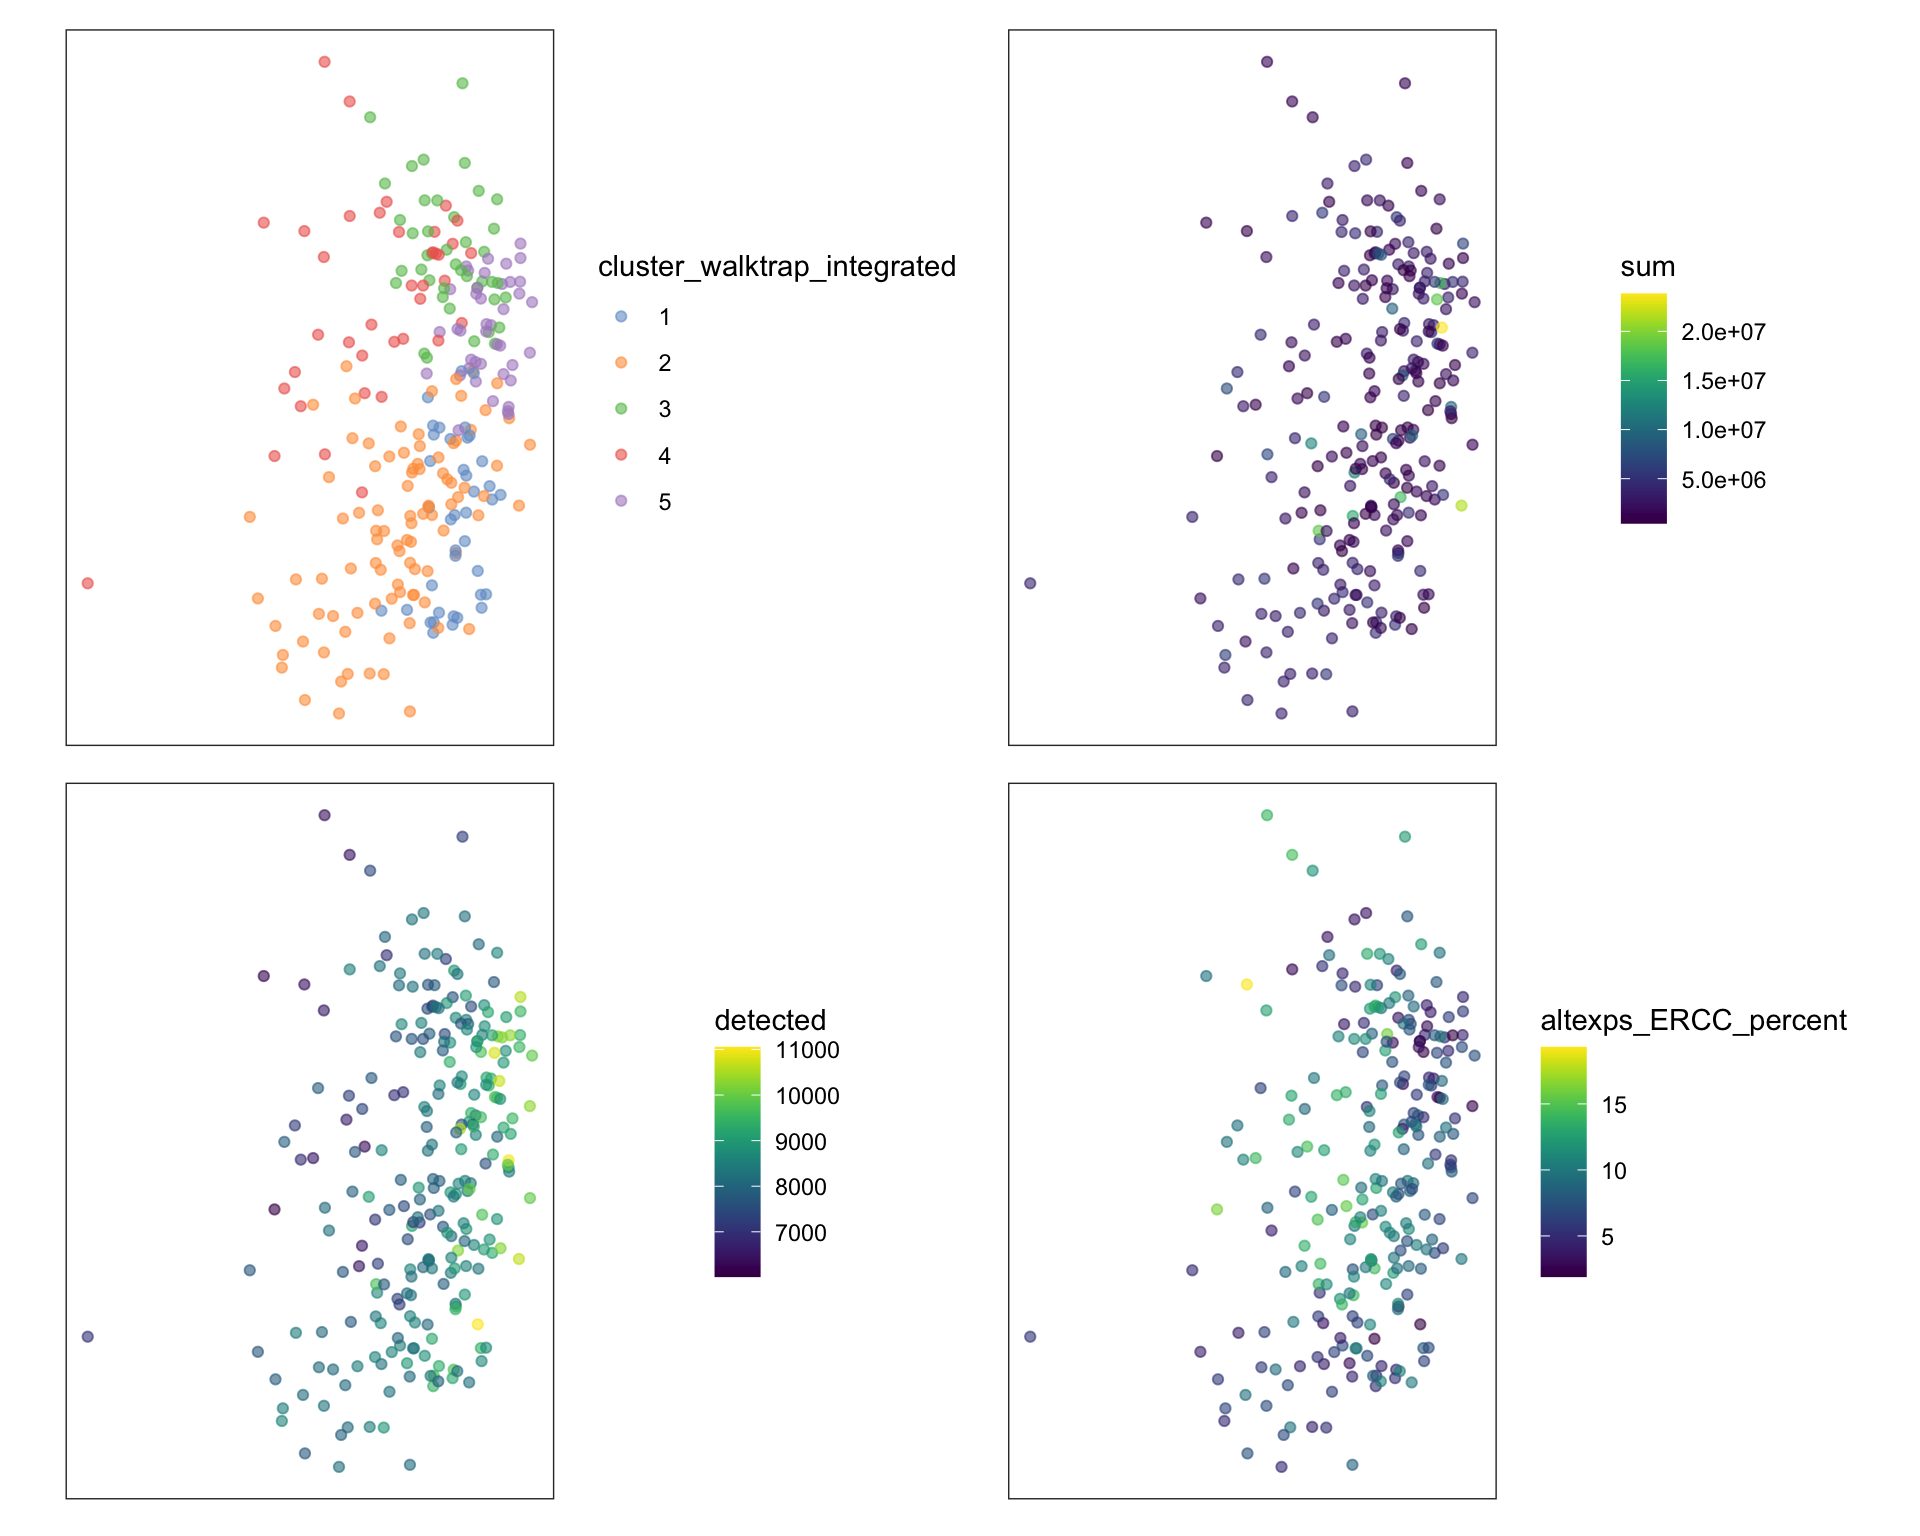 cluster_walktrap_integrated
1
2
3
4
5
sum
2.0e+07
1.5e+07
1.0e+07
5.0e+06
detected
11000
10000
9000
8000
7000
altexps_ERCC_percent
15
10
5